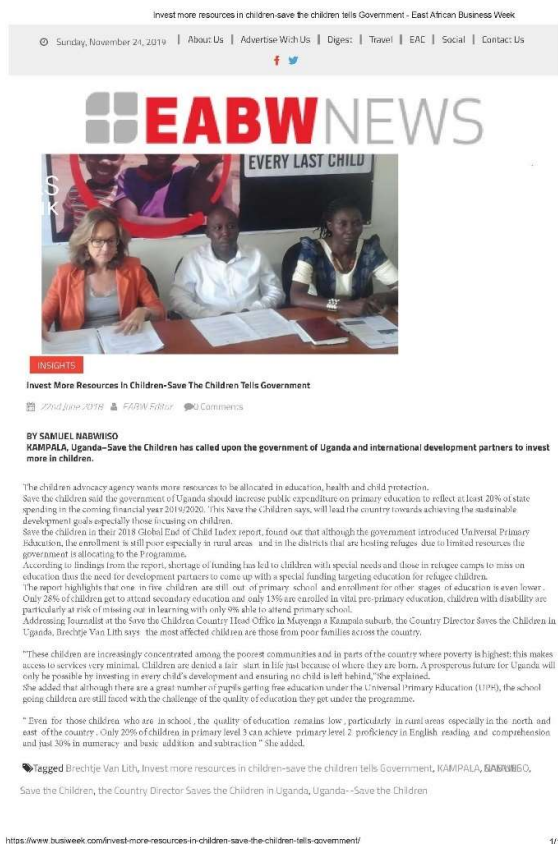 Invest more resources in children-save the children tells Government - East African Business Week
Sunday, November 24, 2019 | About Us | Advertise With Us | Digest | Travel | EAC | Social | Contact Us
EABWNEWS
EVERY LAST CHILD
INSIGHTS
Invest More Resources In Children-Save The Children Tells Government
22nd June 2018 EABW Editor 0 Comments
BY SAMUEL NABWIISO
KAMPALA, Uganda–Save the Children has called upon the government of Uganda and international development partners to invest
more in children.
The children advocacy agency wants more resources to be allocated in education, health and child protection.
Save the children said the government of Uganda should increase public expenditure on primary education to reflect at least 20% of state
spending in the coming financial year 2019/2020. This Save the Children says, will lead the country towards achieving the sustainable
development goals especially those focusing on children.
Save the children in their 2018 Global End of Child Index report, found out that although the government introduced Universal Primary
Education, the enrollment is still poor especially in rural areas and in the districts that are hosting refuges due to limited resources the
government is allocating to the Programme.
According to findings from the report, shortage of funding has led to children with special needs and those in refugee camps to miss on
education thus the need for development partners to come up with a special funding targeting education for refugee children.
The report highlights that one in five children are still out of primary school and enrollment for other stages of education is even lower .
Only 26% of children get to attend secondary education and only 13% are enrolled in vital pre-primary education, children with disability are
particularly at risk of missing out in learning with only 9% able to attend primary school.
Addressing Journalist at the Save the Children Country Head Office in Muyenga a Kampala suburb, the Country Director Saves the Children in
Uganda, Brechtje Van Lith says the most affected children are those from poor families across the country.
"These children are increasingly concentrated among the poorest communities and in parts of the country where poverty is highest; this makes
access to services very minimal. Children are denied a fair start in life just because of where they are born. A prosperous future for Uganda will
only be possible by investing in every child's development and ensuring no child is left behind,"She explained.
She added that although there are a great number of pupils getting free education under the Universal Primary Education (UPE), the school
going children are still faced with the challenge of the quality of education they get under the programme.
" Even for those children who are in school , the quality of education remains low , particularly in rural areas especially in the north and
east of the country . Only 20% of children in primary level 3 can achieve primary level 2 proficiency in English reading and comprehension
and just 30% in numeracy and basic addition and subtraction " She added.
Tagged Brechtje Van Lith, Invest more resources in children-save the children tells Government, KAMPALA,
Save the Children, the Country Director Saves the Children in Uganda, Uganda--Save the Children
https://www.busiweek.com/invest-more-resources-in-children-save-the-children-tells-government/